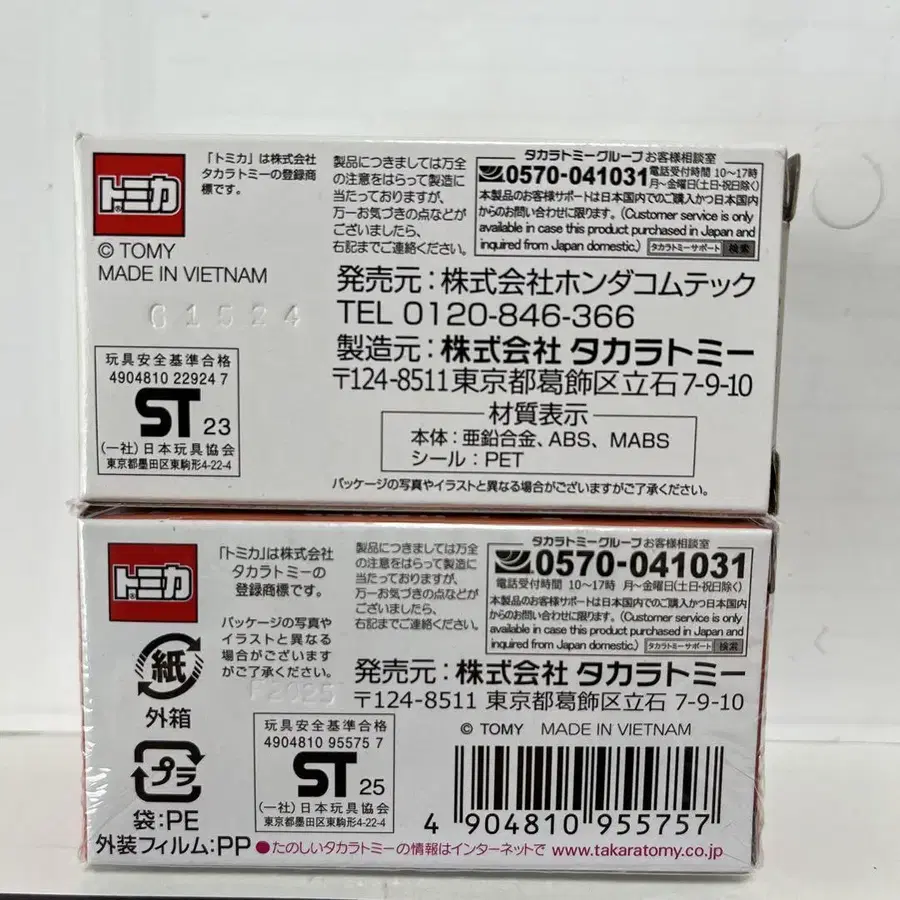 トミカ
「トミカ」は株式会社
タカラトミーの登録商
標です。
© TOMY
MADE IN VIETNAM
製品につきましては万全
の注意をはらって製造に
当たっておりますが、
万一お気づきの点などが
ございましたら、
右記までご連絡ください。
タカラトミーグループお客様相談室
0570-041031 電話受付時間 10〜17時
月〜金曜日(土日・祝日除く)
本製品のお客様サポートは日本国内でのご購入かつ日本国内
からのお問い合わせに限ります。(Customer service is only
available in case this product purchased in Japan and
inquired from Japan domestic.) タカラトミーサポート 検索
発売元:株式会社ホンダコムテック
TEL 0120-846-366
製造元:株式会社 タカラトミー
〒124-8511 東京都葛飾区立石 7-9-10
玩具安全基準合格
4904810 22924 7
ST 23
(一社)日本玩具協会
東京都墨田区東駒形4-22-4
材質表示
本体:亜鉛合金、ABS、MABS
シール:PET
パッケージの写真やイラストと異なる場合がございますがご了承ください。
トミカ
「トミカ」は株式会社
タカラトミーの
登録商標です。
パッケージの写真や
イラストと異なる
場合がございます
がご了承ください。
製品につきましては万全
の注意をはらって製造に
当たっておりますが、
万一お気づきの点などが
ございましたら、
右記までご連絡ください。
タカラトミーグループお客様相談室
0570-041031
電話受付時間 10〜17時 月〜金曜日(土日・祝日除く)
本製品のお客様サポートは日本国内でのご購入かつ日本国内
からのお問い合わせに限ります。(Customer service is only
available in case this product purchased in Japan and
inquired from Japan domestic.) タカラトミーサポート 検索
発売元:株式会社 タカラトミー
〒124-8511 東京都葛飾区立石 7-9-10
© TOMY MADE IN VIETNAM
紙
外箱
プラ
袋:PE
外装フィルム:PP
玩具安全基準合格
4904810 95575 7
ST 25
(一社)日本玩具協会
東京都墨田区東駒形4-22-4
4 904810 955757
●たのしいタカラトミーの情報はインターネットで www.takaratomy.co.jp